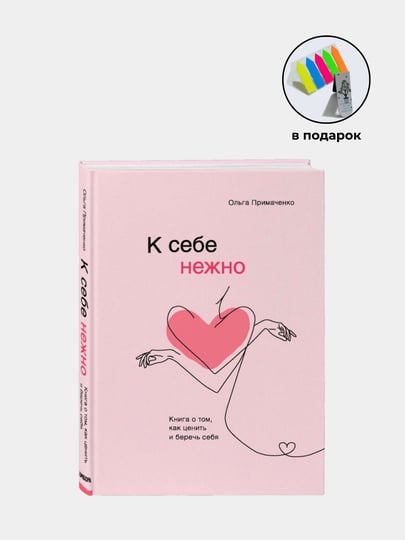 в подарок
Ольга Примаченко
К себе
нежно
Книга о том,
как ценить
и беречь себя
Ольга Примаченко
К себе нежно
Книга о том, как ценить
и беречь себя